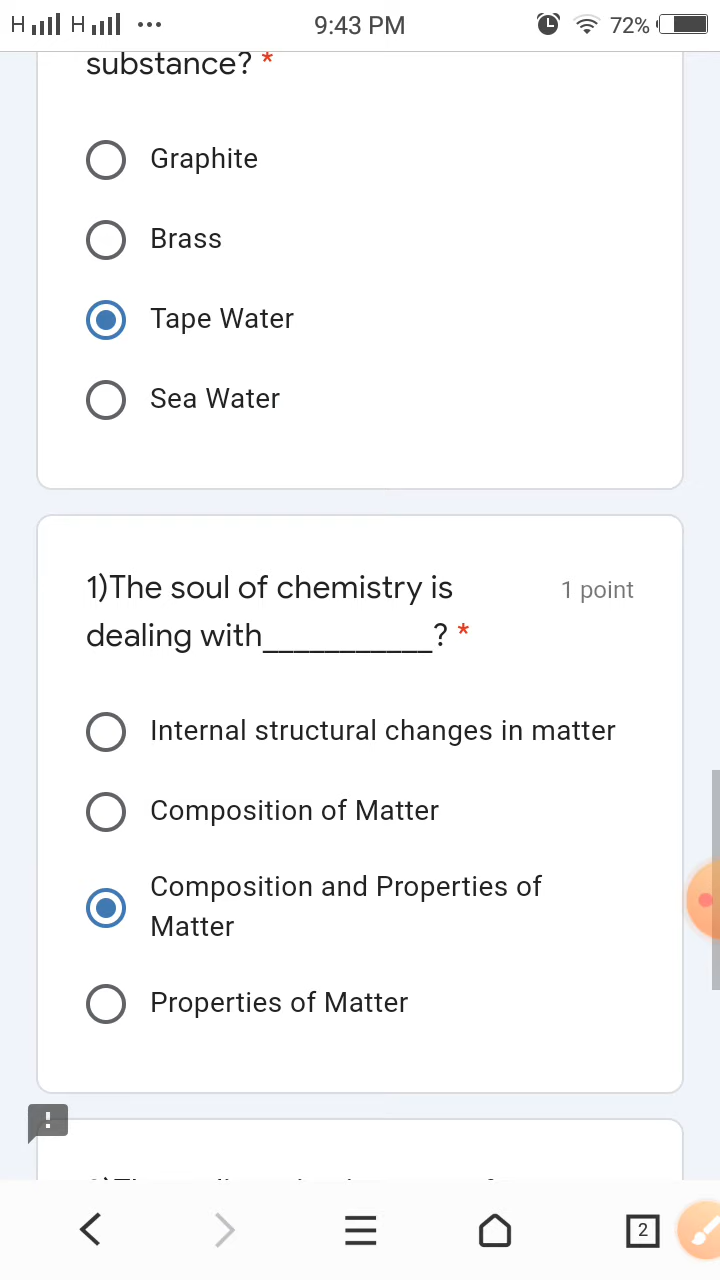 H H ... 9:43 PM 72%
substance? *
Graphite
Brass
Tape Water
Sea Water
1)The soul of chemistry is
1 point
dealing with___________? *
Internal structural changes in matter
Composition of Matter
Composition and Properties of
Matter
Properties of Matter
!
2